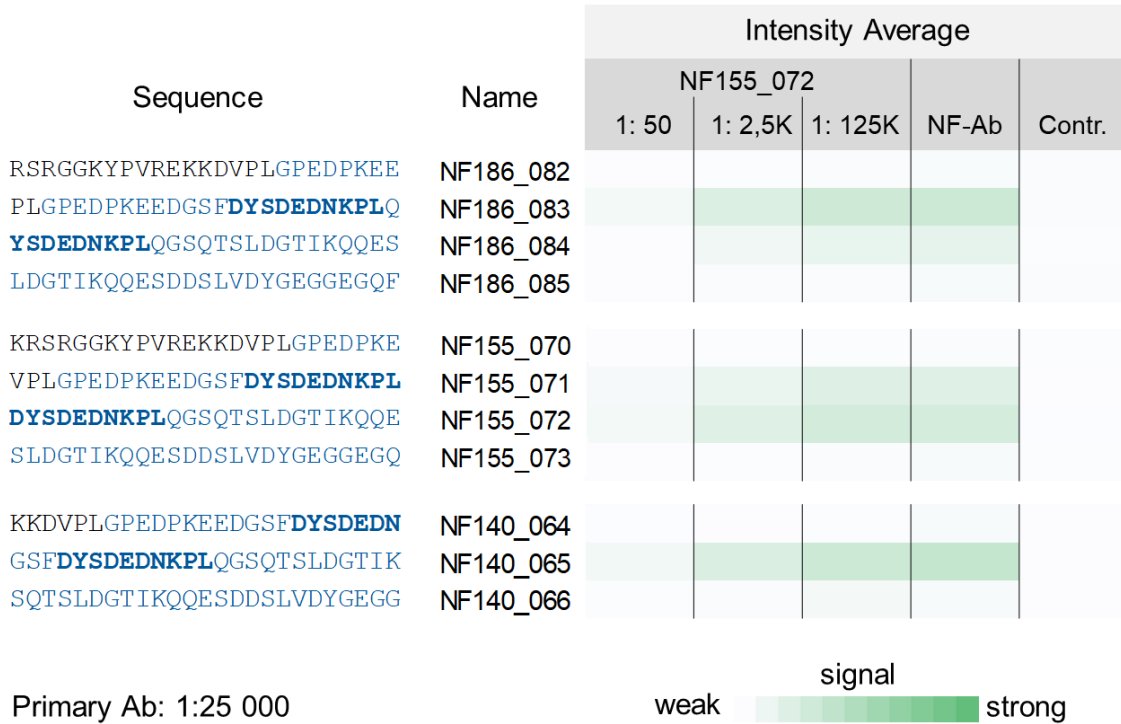 Intensity Average
Sequence Name NF155_072
1: 50 1: 2,5K 1: 125K NF-Ab Contr.
RSRGGKYPVREKKDVPLGPEDPKEE NF186_082
PLGPEDPKEEDGSFDYSDEDNKPLQ NF186_083
YSDEDNKPLQGSQTSLDGTIKQQES NF186_084
LDGTIKQQESDDSLVDYGEGGEGQF NF186_085
KRSRGGKYPVREKKDVPLGPEDPKE NF155_070
VPLGPEDPKEEDGSFDYSDEDNKPL NF155_071
DYSDEDNKPLQGSQTSLDGTIKQQE NF155_072
SLDGTIKQQESDDSLVDYGEGGEGQ NF155_073
KKDVPLGPEDPKEEDGSFDYSDEDN NF140_064
GSFDYSDEDNKPLQGSQTSLDGTIK NF140_065
SQTSLDGTIKQQESDDSLVDYGEGG NF140_066
signal
Primary Ab: 1:25 000 weak strong